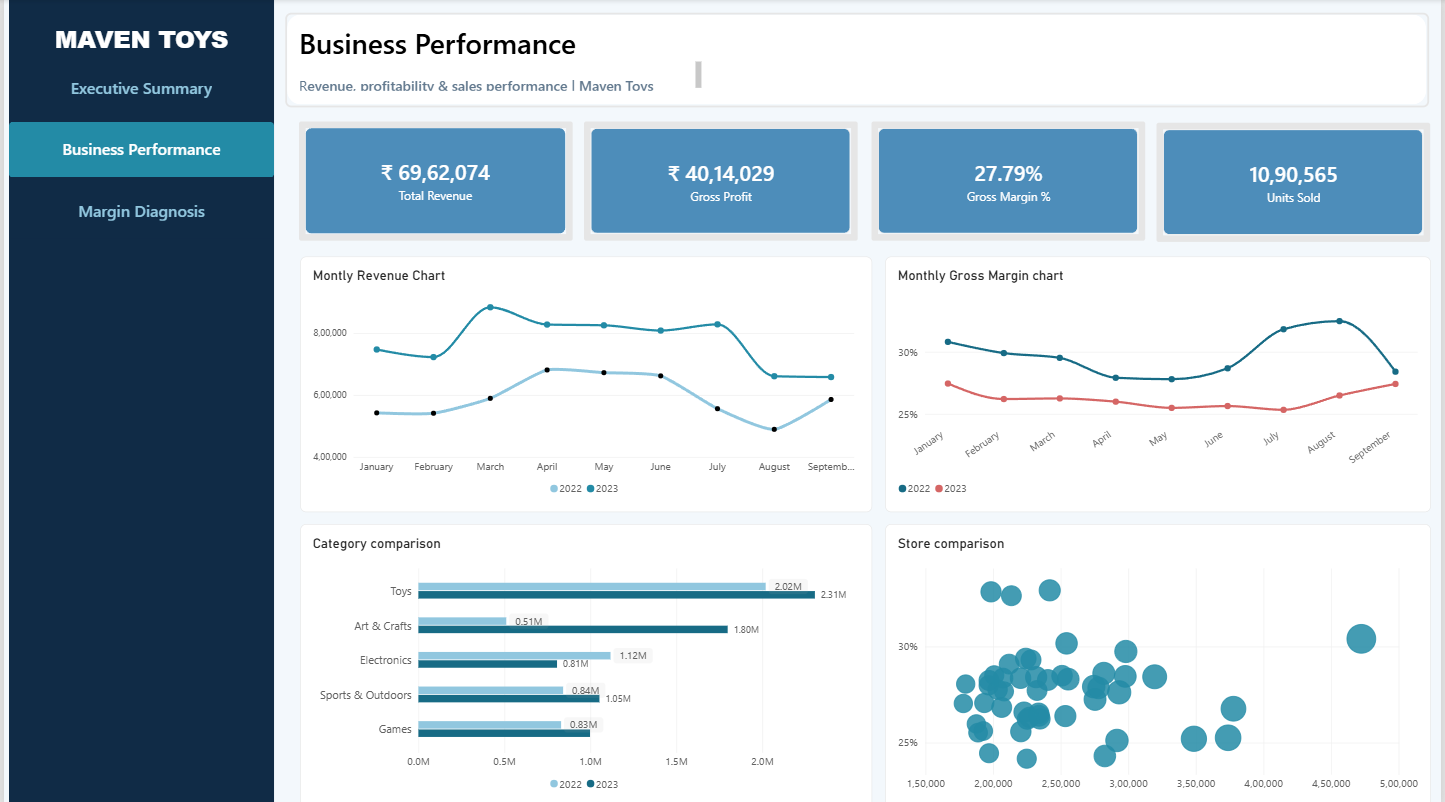 MAVEN TOYS
Executive Summary
Business Performance
Margin Diagnosis
Business Performance
Revenue, profitability & sales performance | Maven Toys
₹ 69,62,074
Total Revenue
₹ 40,14,029
Gross Profit
27.79%
Gross Margin %
10,90,565
Units Sold
Montly Revenue Chart
8,00,000
6,00,000
4,00,000
January February March April May June July August Septemb...
2022 2023
Monthly Gross Margin chart
30%
25%
January February March April May June July August September
2022 2023
Category comparison
Toys 2.02M
2.31M
Art & Crafts 0.51M
1.80M
Electronics 1.12M
0.81M
Sports & Outdoors 0.84M
1.05M
Games 0.83M
0.0M 0.5M 1.0M 1.5M 2.0M
2022 2023
Store comparison
30%
25%
1,50,000 2,00,000 2,50,000 3,00,000 3,50,000 4,00,000 4,50,000 5,00,000